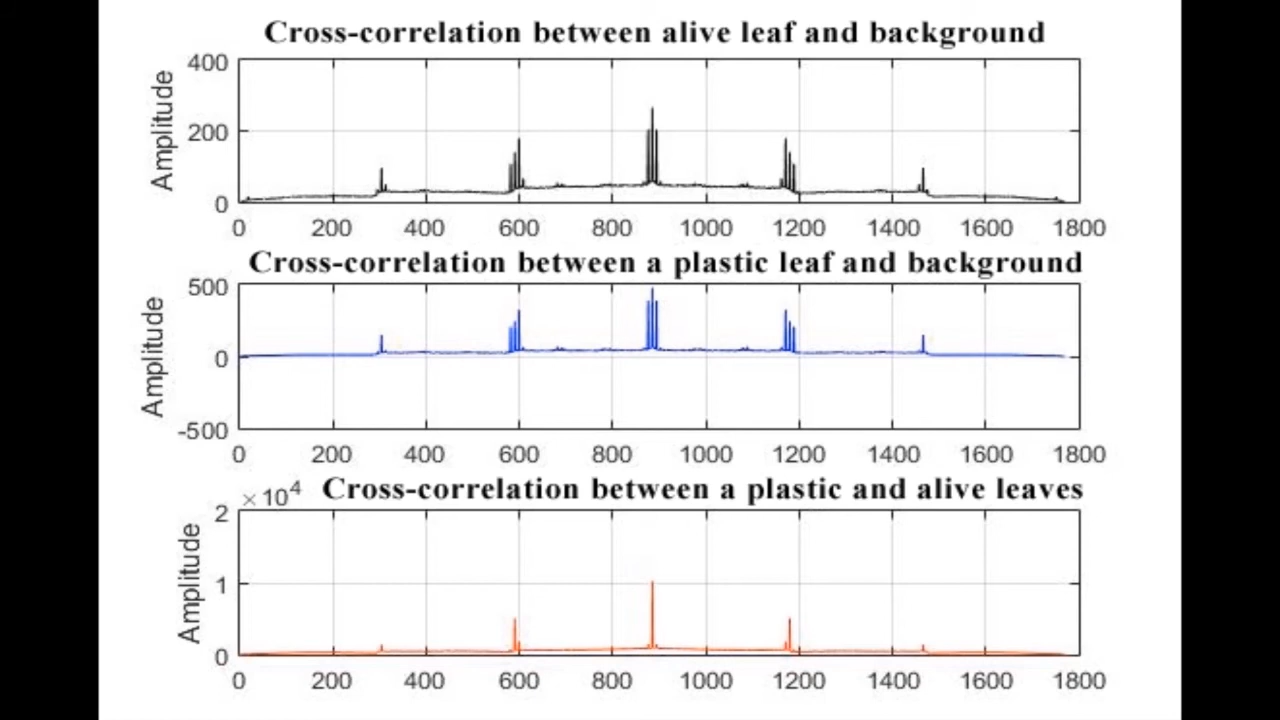 Cross-correlation between alive leaf and background
400
200
0
Amplitude
0 200 400 600 800 1000 1200 1400 1600 1800
Cross-correlation between a plastic leaf and background
500
0
-500
Amplitude
0 200 400 600 800 1000 1200 1400 1600 1800
×10^4 Cross-correlation between a plastic and alive leaves
2
1
0
Amplitude
0 200 400 600 800 1000 1200 1400 1600 1800